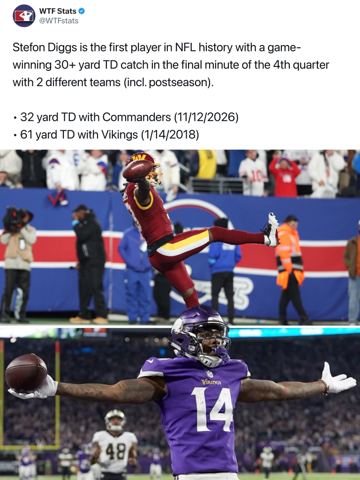 WTF Stats
@WTFstats
Stefon Diggs is the first player in NFL history with a game-
winning 30+ yard TD catch in the final minute of the 4th quarter
with 2 different teams (incl. postseason).
• 32 yard TD with Commanders (11/12/2026)
• 61 yard TD with Vikings (1/14/2018)
VIKINGS
14
48